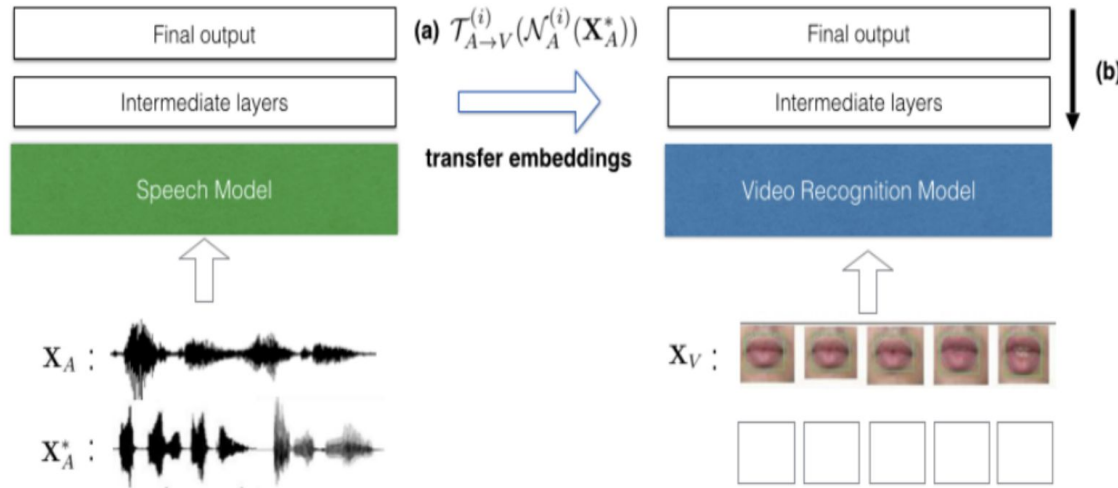 Final output
Intermediate layers
Speech Model
X_A :
X*_A :
(a) T^{(i)}_{A→V}(N^{(i)}_A(X*_A))
transfer embeddings
Final output
Intermediate layers
Video Recognition Model
X_V :
(b)